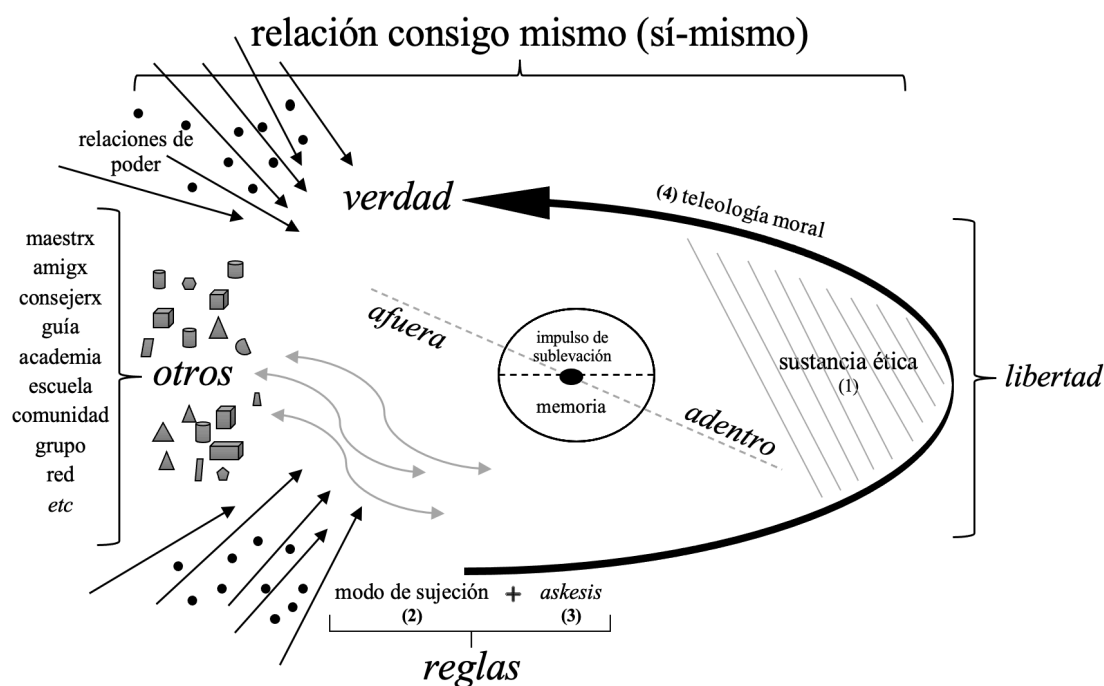 relación consigo mismo (sí-mismo)
relaciones de
poder
verdad
(4) teleología moral
maestrx
amigx
consejerx
guía
academia
escuela
comunidad
grupo
red
etc
otros
afuera
impulso de
sublevación
memoria
adentro
sustancia ética
(1)
libertad
modo de sujeción + askesis
(2) (3)
reglas